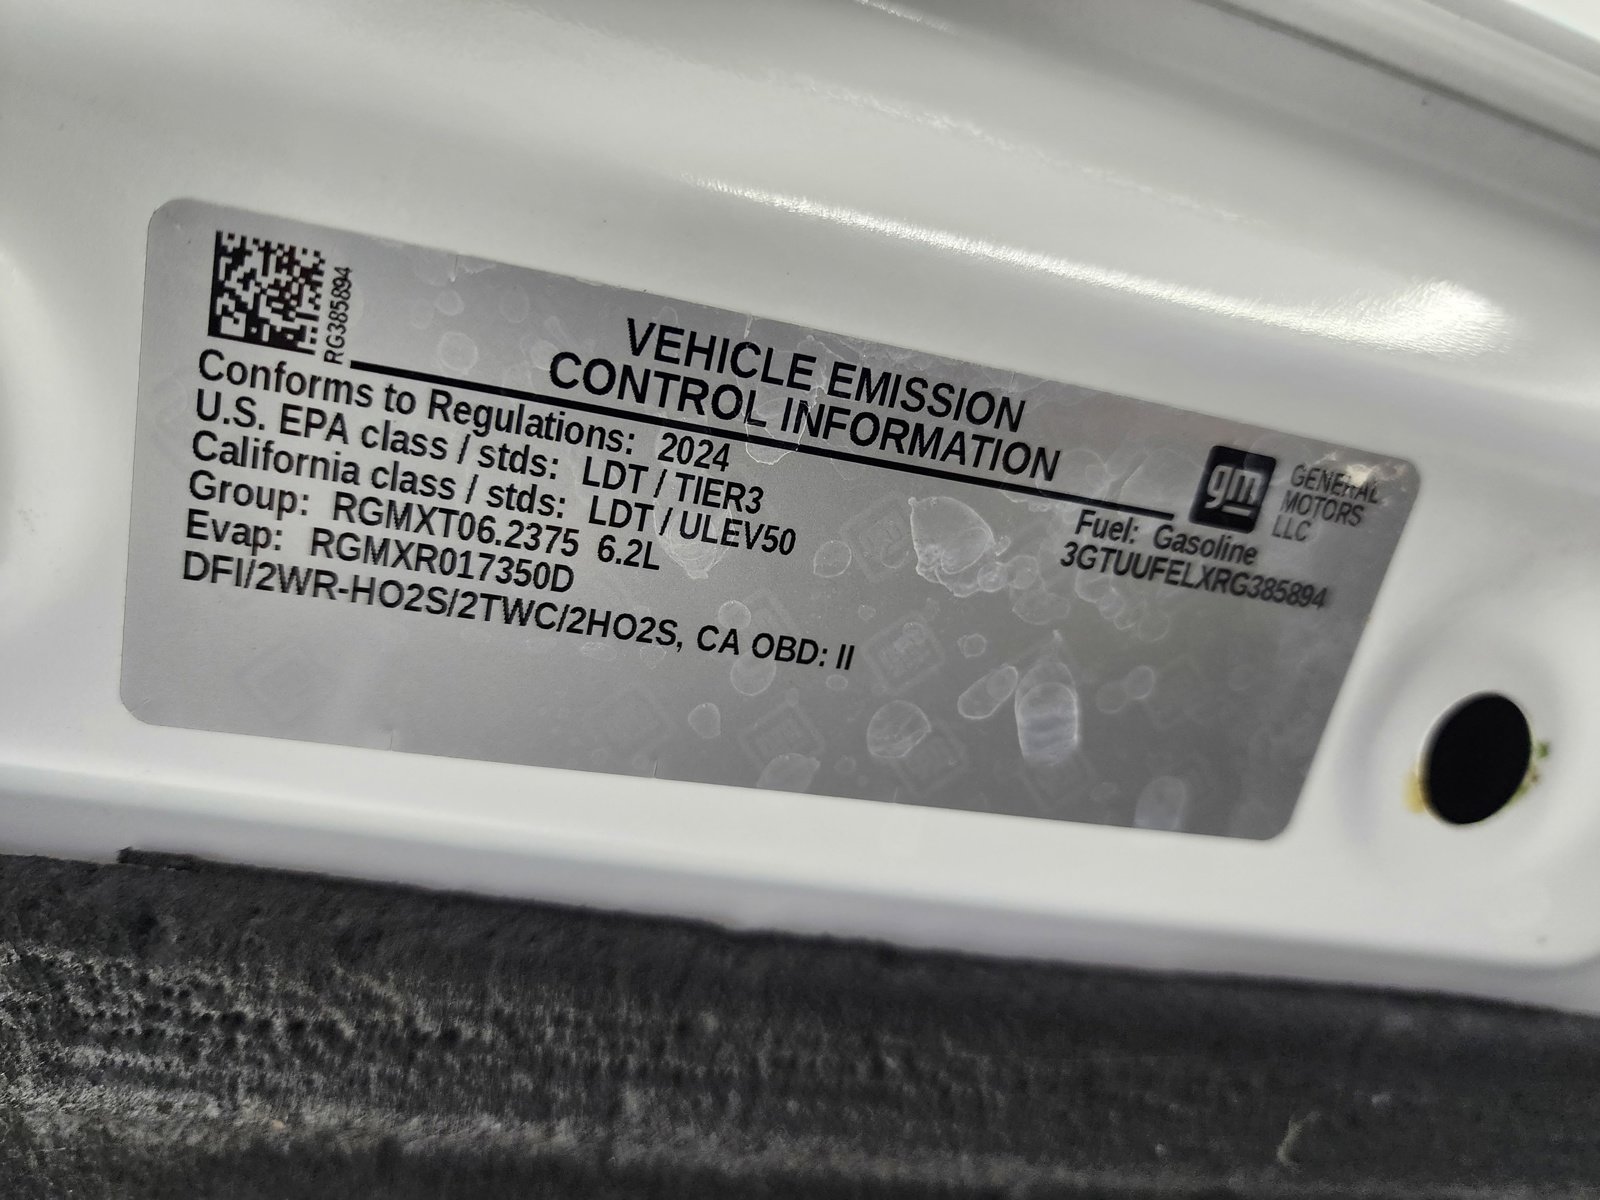 RG385894
VEHICLE EMISSION
CONTROL INFORMATION
gm
GENERAL
MOTORS
LLC
Conforms to Regulations: 2024
U.S. EPA class / stds: LDT / TIER3
California class / stds: LDT / ULEV50
Group: RGMXT06.2375 6.2L
Evap: RGMXR017350D
DFI/2WR-HO2S/2TWC/2HO2S, CA OBD: II
Fuel: Gasoline
3GTUUFELXRG385894